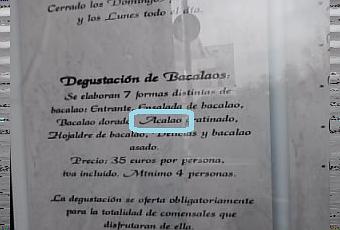 Cerrado los Domingos
y los Lunes todo el día.
Degustación de Bacalaos:
Se elaboran 7 formas distintas de
bacalao: Entrante, Ensalada de bacalao,
Bacalao dorado, Acalao gratinado,
Hojaldre de bacalao, Delicias y bacalao
asado.
Precio: 35 euros por persona,
iva incluido. Mínimo 4 personas.
La degustación se oferta obligatoriamente
para la totalidad de comensales que
disfrutaran de ella.